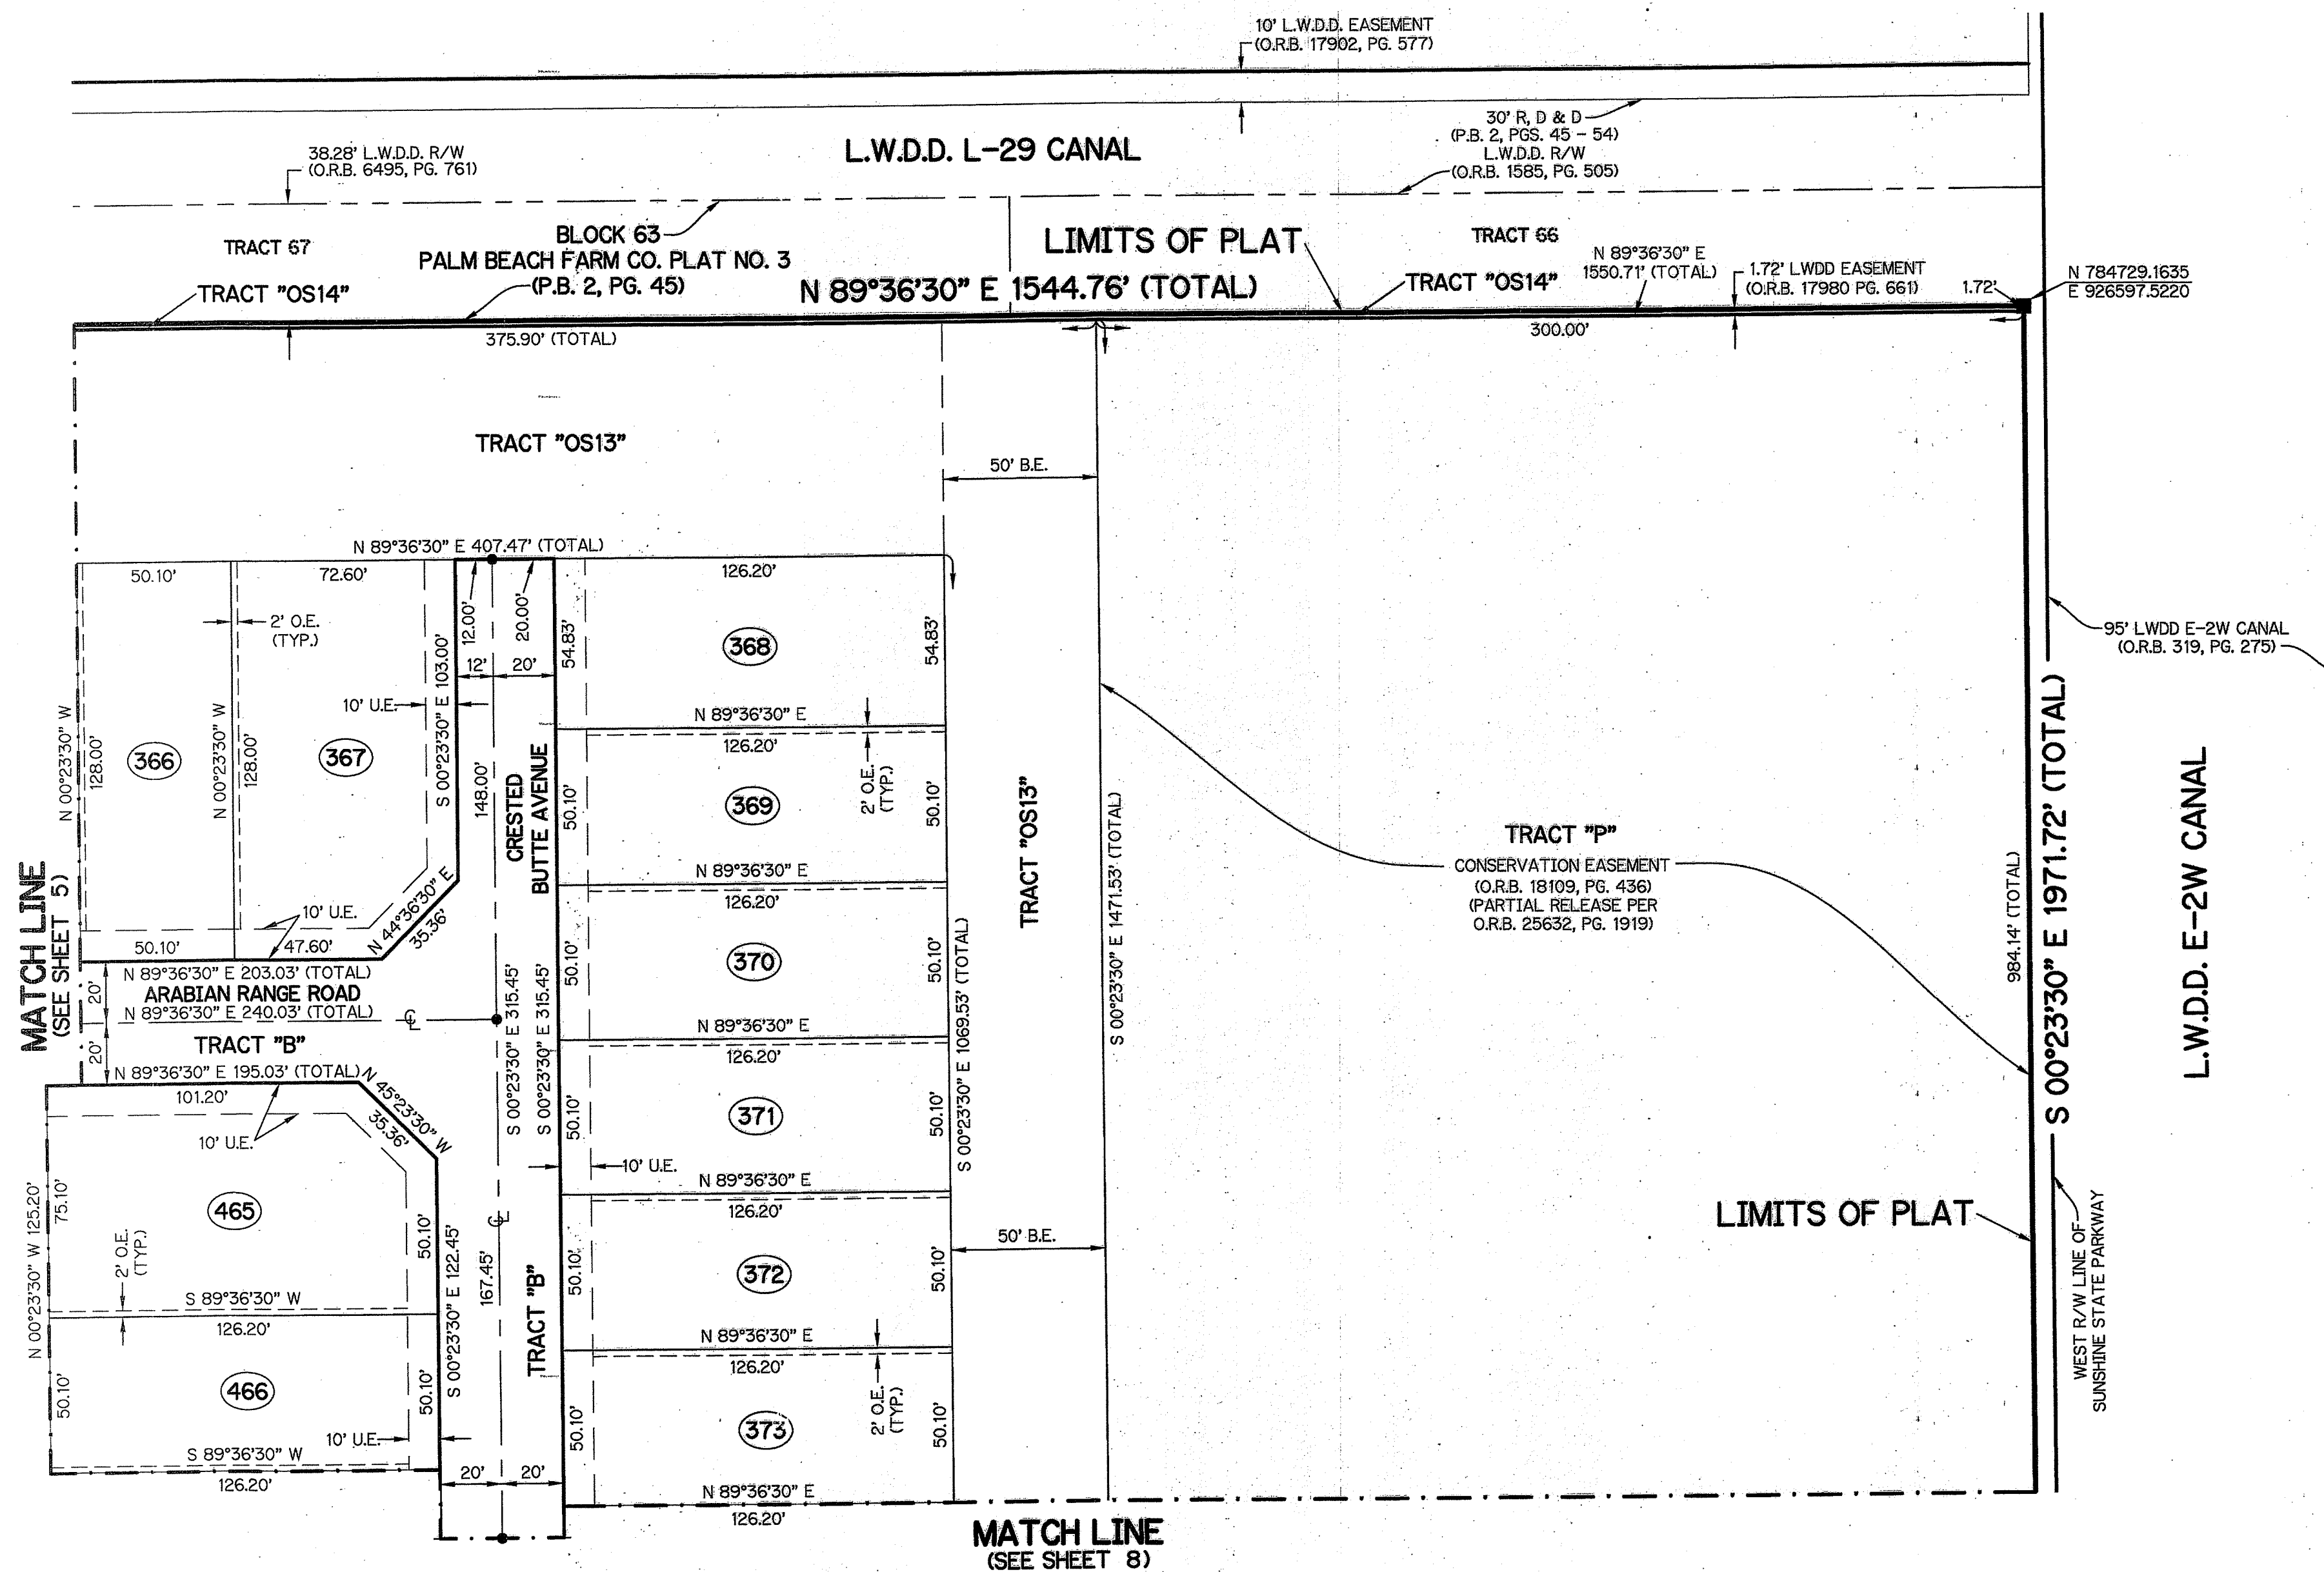 10' L.W.D.D. EASEMENT
(O.R.B. 17902, PG. 577)
30' R, D & D
(P.B. 2, PGS. 45 - 54)
L.W.D.D. R/W
(O.R.B. 1585, PG. 505)
L.W.D.D. L-29 CANAL
38.28' L.W.D.D. R/W
(O.R.B. 6495, PG. 761)
TRACT 67
BLOCK 63
PALM BEACH FARM CO. PLAT NO. 3
(P.B. 2, PG. 45)
TRACT "OS14"
LIMITS OF PLAT
N 89°36'30" E 1544.76' (TOTAL)
TRACT 66
TRACT "OS14"
N 89°36'30" E
1550.71' (TOTAL)
1.72' LWDD EASEMENT
(O.R.B. 17980 PG. 661)
1.72'
N 784729.1635
E 926597.5220
375.90' (TOTAL)
300.00'
TRACT "OS13"
50' B.E.
N 89°36'30" E 407.47' (TOTAL)
50.10'
72.60'
126.20'
2' O.E.
(TYP.)
12.00'
20.00'
12'
20'
54.83'
368
54.83'
N 89°36'30" E
126.20'
10' U.E.
S 00°23'30" E 103.00'
N 00°23'30" W
128.00'
366
N 00°23'30" W
128.00'
367
148.00'
CRESTED
BUTTE AVENUE
50.10'
369
2' O.E.
(TYP.)
50.10'
N 89°36'30" E
126.20'
10' U.E.
N 44°36'30" E
35.36'
50.10'
47.60'
N 89°36'30" E 203.03' (TOTAL)
ARABIAN RANGE ROAD
N 89°36'30" E 240.03' (TOTAL)
20'
20'
MATCH LINE
(SEE SHEET 5)
TRACT "B"
N 89°36'30" E 195.03' (TOTAL)
101.20'
N 45°23'30" W
35.36'
10' U.E.
S 00°23'30" E 315.45'
S 00°23'30" E 315.45'
50.10'
370
50.10'
N 89°36'30" E
126.20'
50.10'
371
50.10'
10' U.E.
N 89°36'30" E
126.20'
S 00°23'30" E 1069.53' (TOTAL)
TRACT "OS13"
S 00°23'30" E 1471.53' (TOTAL)
TRACT "P"
CONSERVATION EASEMENT
(O.R.B. 18109, PG. 436)
(PARTIAL RELEASE PER
O.R.B. 25632, PG. 1919)
984.14' (TOTAL)
S 00°23'30" E 1971.72' (TOTAL)
95' LWDD E-2W CANAL
(O.R.B. 319, PG. 275)
L.W.D.D. E-2W CANAL
N 00°23'30" W 125.20'
75.10'
465
50.10'
2' O.E.
(TYP.)
S 89°36'30" W
126.20'
50.10'
466
50.10'
10' U.E.
S 89°36'30" W
126.20'
S 00°23'30" E 122.45'
167.45'
TRACT "B"
20'
20'
50.10'
372
50.10'
50' B.E.
N 89°36'30" E
126.20'
50.10'
373
2' O.E.
(TYP.)
50.10'
N 89°36'30" E
126.20'
LIMITS OF PLAT
WEST R/W LINE OF
SUNSHINE STATE PARKWAY
MATCH LINE
(SEE SHEET 8)